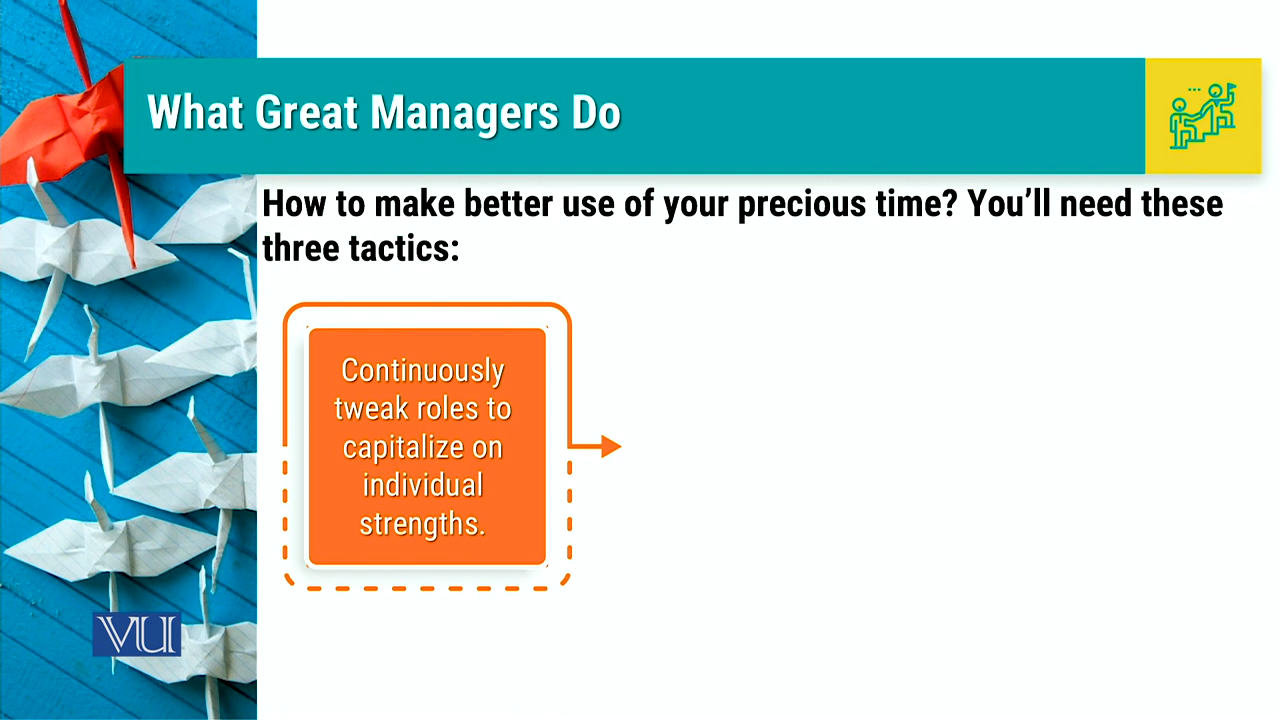 What Great Managers Do
How to make better use of your precious time? You’ll need these
three tactics:
Continuously
tweak roles to
capitalize on
individual
strengths.
VU